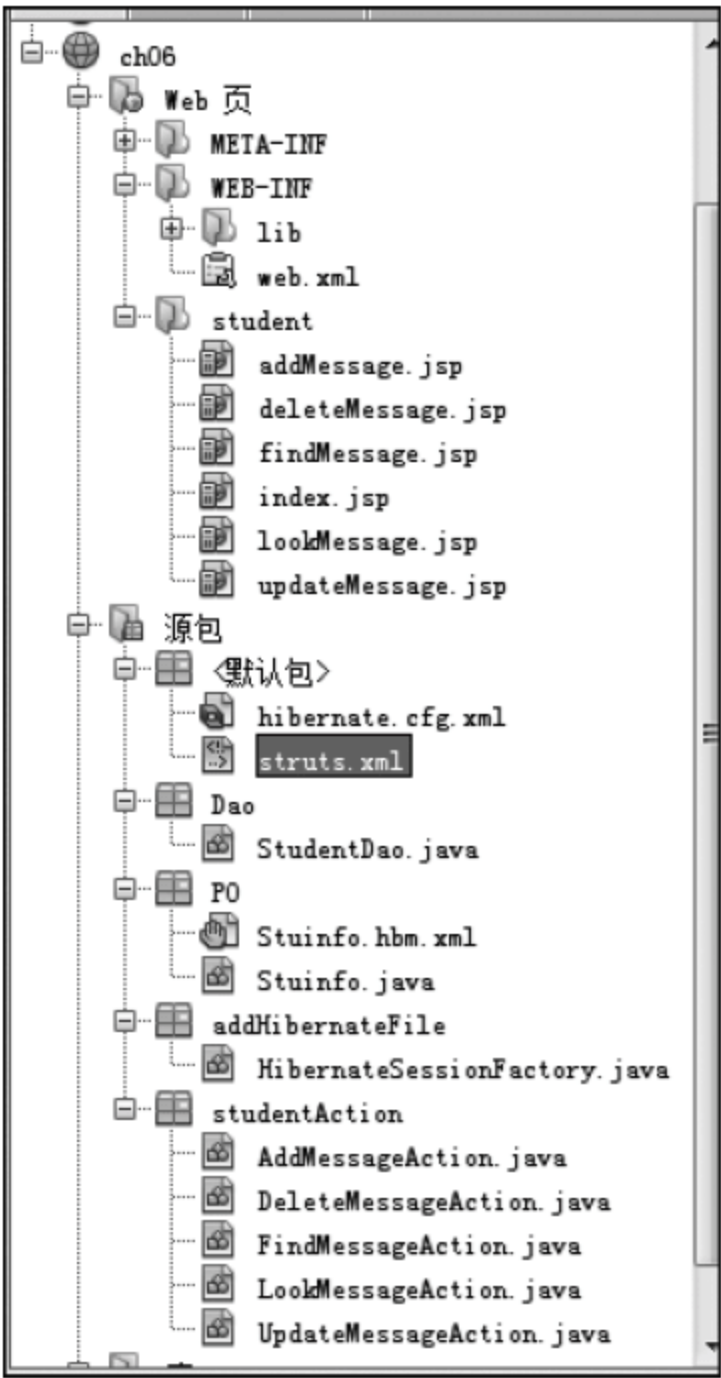 ch06
Web 页
META-INF
WEB-INF
lib
web.xml
student
addMessage.jsp
deleteMessage.jsp
findMessage.jsp
index.jsp
lookMessage.jsp
updateMessage.jsp
源包
<默认包>
hibernate.cfg.xml
struts.xml
Dao
StudentDao.java
PO
Stuinfo.hbm.xml
Stuinfo.java
addHibernateFile
HibernateSessionFactory.java
studentAction
AddMessageAction.java
DeleteMessageAction.java
FindMessageAction.java
LookMessageAction.java
UpdateMessageAction.java